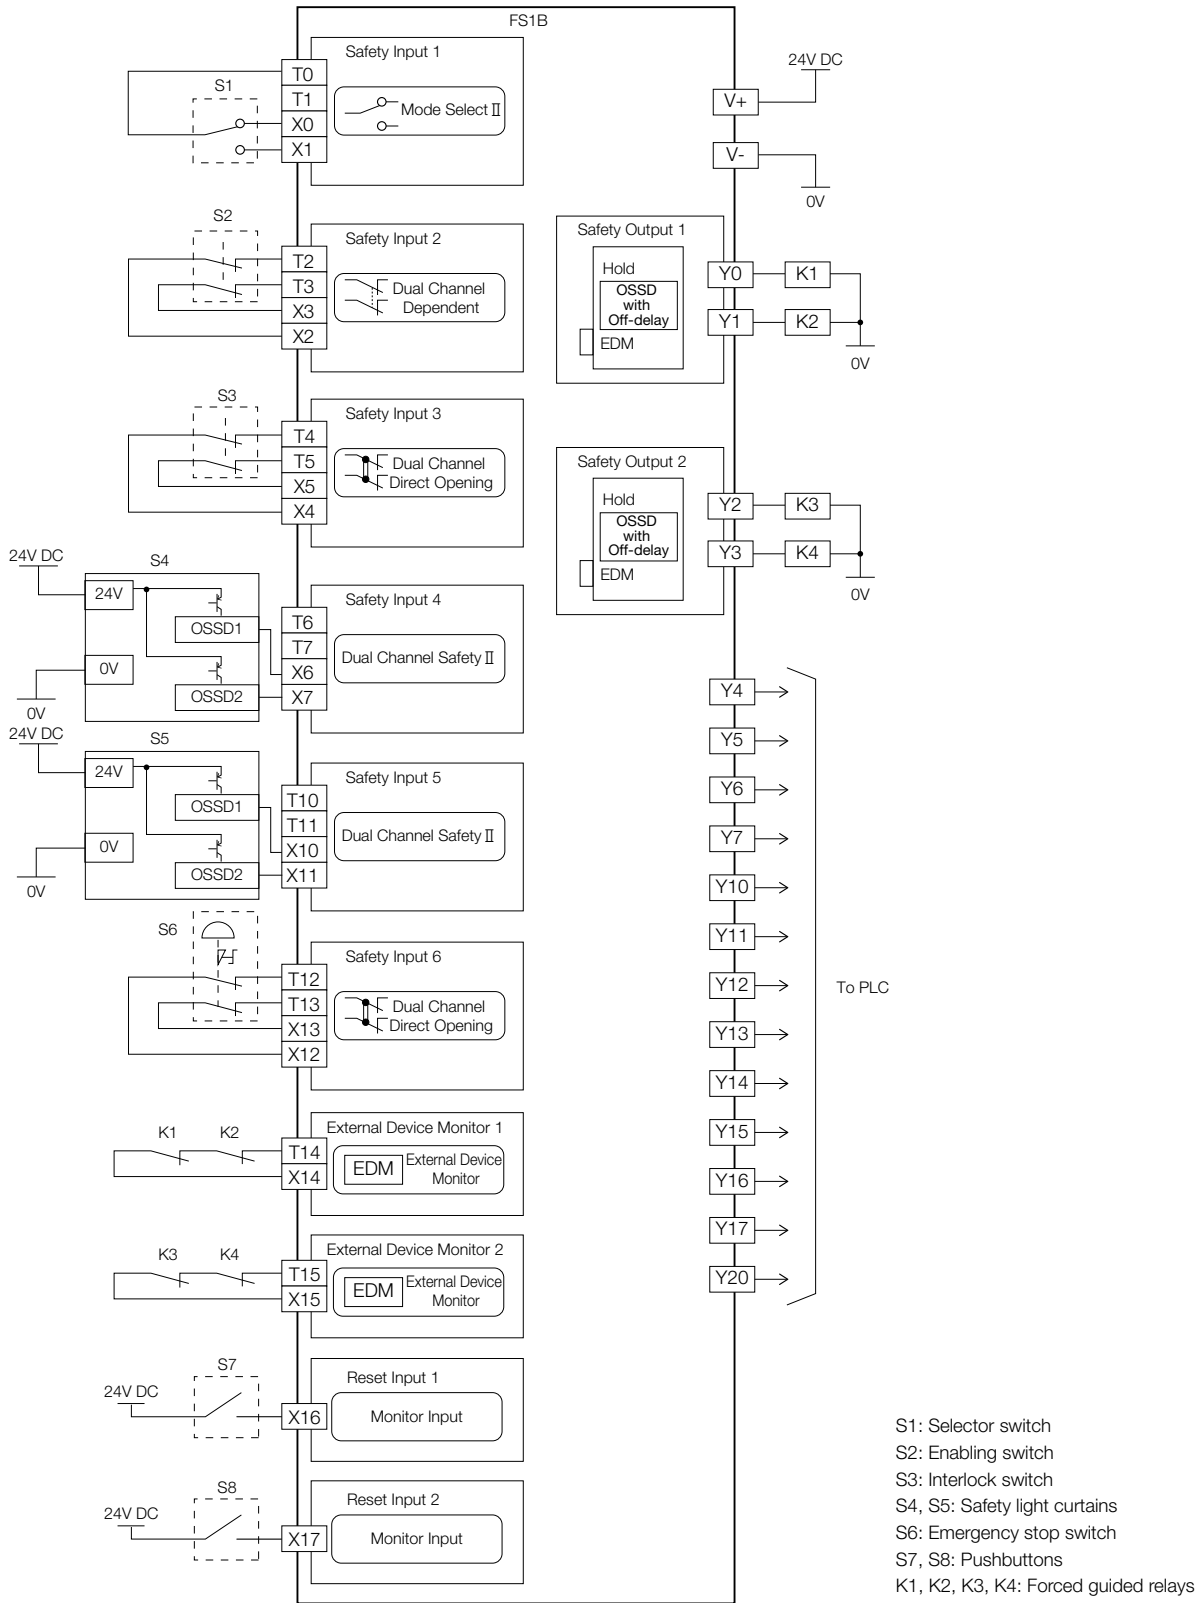 FS1B
Safety Input 1
S1
T0
T1
X0
X1
Mode Select Ⅱ
24V DC
V+
V-
0V
S2
Safety Input 2
T2
T3
X3
X2
Dual Channel
Dependent
Safety Output 1
Hold
OSSD
with
Off-delay
EDM
Y0
K1
Y1
K2
0V
S3
Safety Input 3
T4
T5
X5
X4
Dual Channel
Direct Opening
Safety Output 2
Hold
OSSD
with
Off-delay
EDM
Y2
K3
Y3
K4
0V
24V DC
S4
24V
OSSD1
0V
OSSD2
0V
Safety Input 4
T6
T7
X6
X7
Dual Channel Safety Ⅱ
24V DC
S5
24V
OSSD1
0V
OSSD2
0V
Safety Input 5
T10
T11
X10
X11
Dual Channel Safety Ⅱ
S6
Safety Input 6
T12
T13
X13
X12
Dual Channel
Direct Opening
K1
K2
External Device Monitor 1
T14
X14
EDM
External Device
Monitor
K3
K4
External Device Monitor 2
T15
X15
EDM
External Device
Monitor
24V DC
S7
X16
Reset Input 1
Monitor Input
24V DC
S8
X17
Reset Input 2
Monitor Input
Y4
Y5
Y6
Y7
Y10
Y11
Y12
Y13
Y14
Y15
Y16
Y17
Y20
To PLC
S1: Selector switch
S2: Enabling switch
S3: Interlock switch
S4, S5: Safety light curtains
S6: Emergency stop switch
S7, S8: Pushbuttons
K1, K2, K3, K4: Forced guided relays